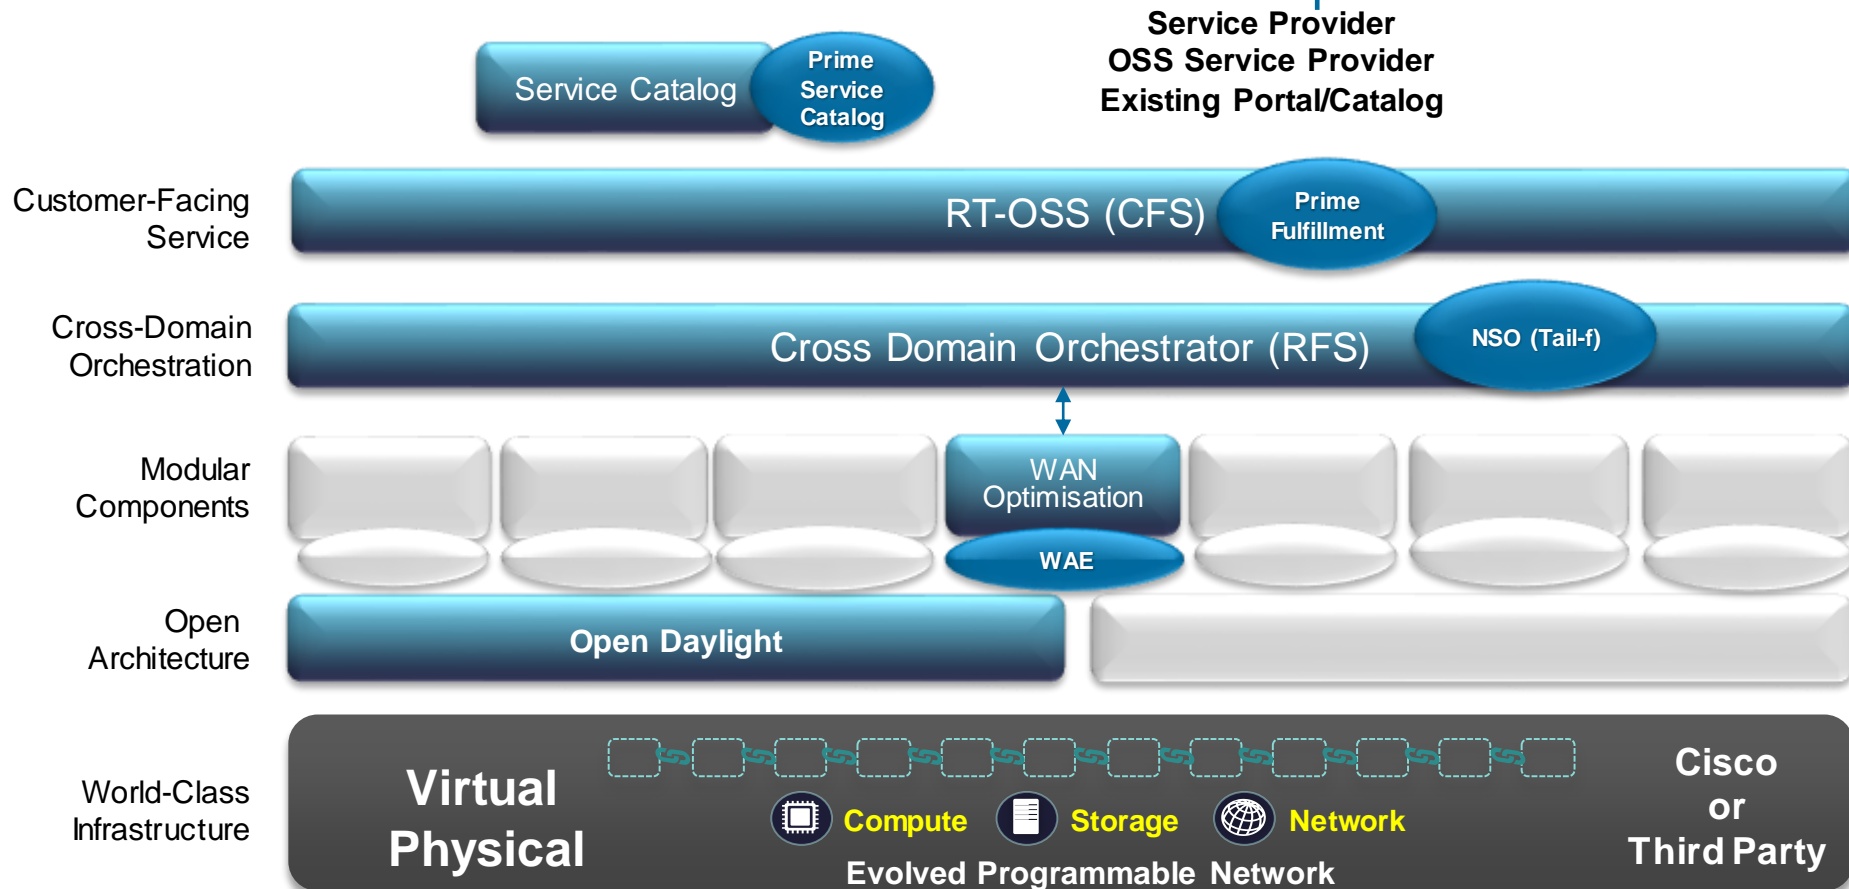 Service Provider
OSS Service Provider
Existing Portal/Catalog
Service Catalog
Prime
Service
Catalog
Customer-Facing
Service
RT-OSS (CFS)
Prime
Fulfillment
Cross-Domain
Orchestration
Cross Domain Orchestrator (RFS)
NSO (Tail-f)
Modular
Components
WAN
Optimisation
WAE
Open
Architecture
Open Daylight
World-Class
Infrastructure
Virtual
Physical
Compute
Storage
Network
Evolved Programmable Network
Cisco
or
Third Party